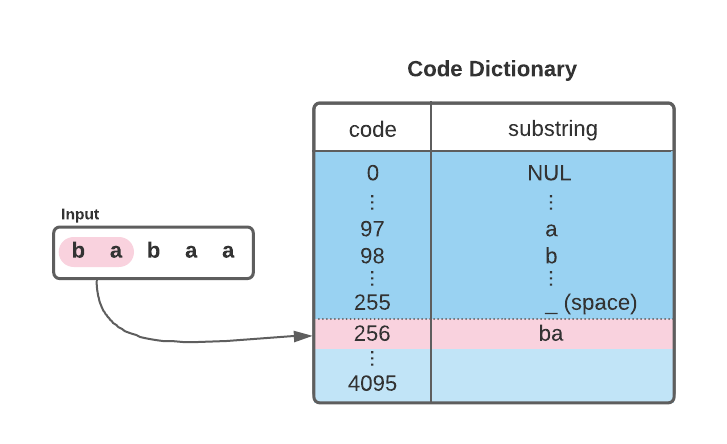 Code Dictionary
code substring
0 NUL
⋮ ⋮
97 a
98 b
⋮ ⋮
255 _ (space)
256 ba
⋮
4095
Input
b a b a a